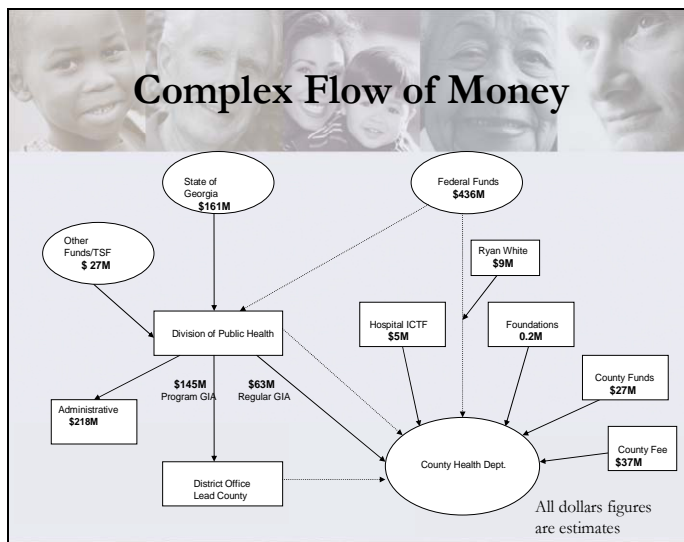 Complex Flow of Money
State of
Georgia
$161M
Federal Funds
$436M
Other
Funds/TSF
$ 27M
Ryan White
$9M
Division of Public Health
Hospital ICTF
$5M
Foundations
0.2M
County Funds
$27M
$145M
Program GIA
$63M
Regular GIA
Administrative
$218M
County Fee
$37M
County Health Dept.
District Office
Lead County
All dollars figures
are estimates